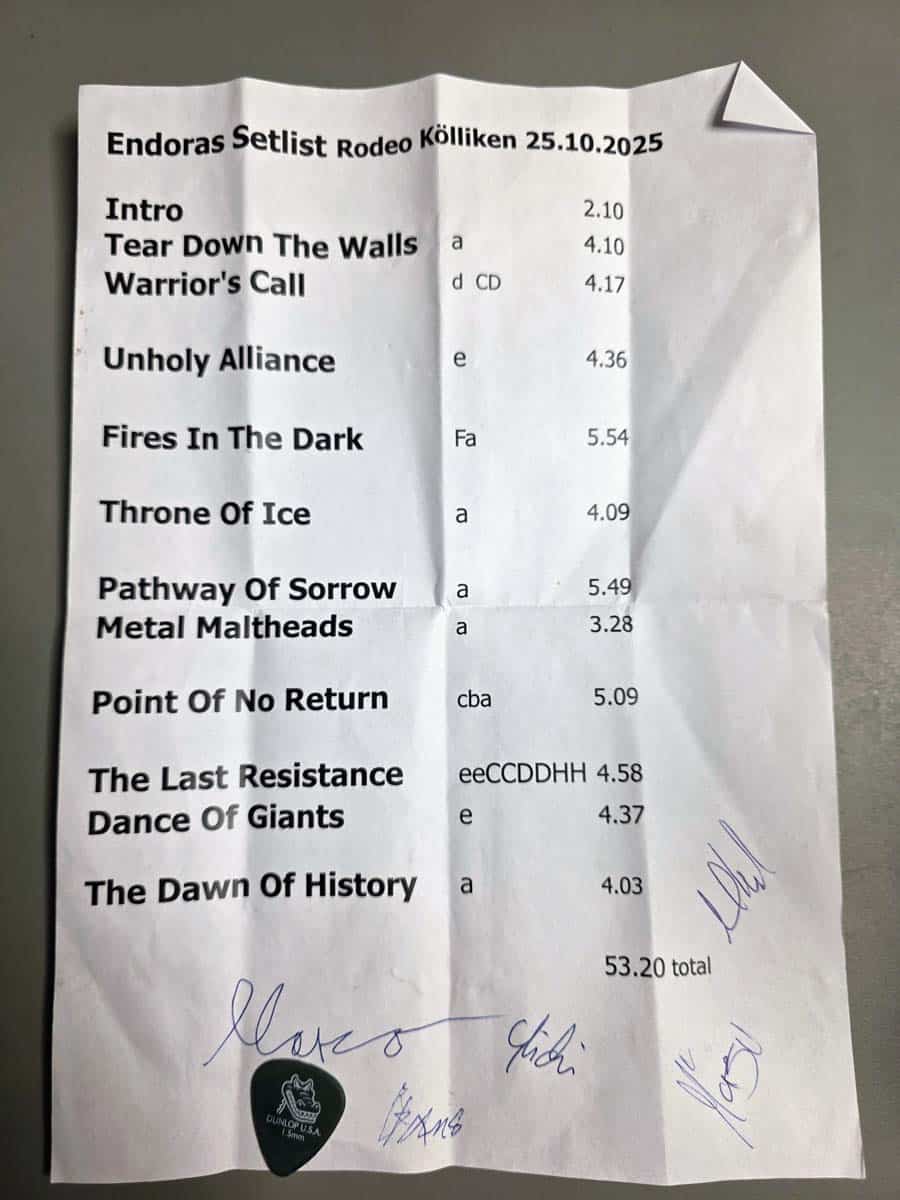 Endoras Setlist Rodeo Kölliken 25.10.2025
Intro 2.10
Tear Down The Walls a 4.10
Warrior's Call d CD 4.17
Unholy Alliance e 4.36
Fires In The Dark Fa 5.54
Throne Of Ice a 4.09
Pathway Of Sorrow a 5.49
Metal Maltheads a 3.28
Point Of No Return cba 5.09
The Last Resistance eeCCDDHH 4.58
Dance Of Giants e 4.37
The Dawn Of History a 4.03
53.20 total
Marco
DUNLOP U.S.A.
1.5mm